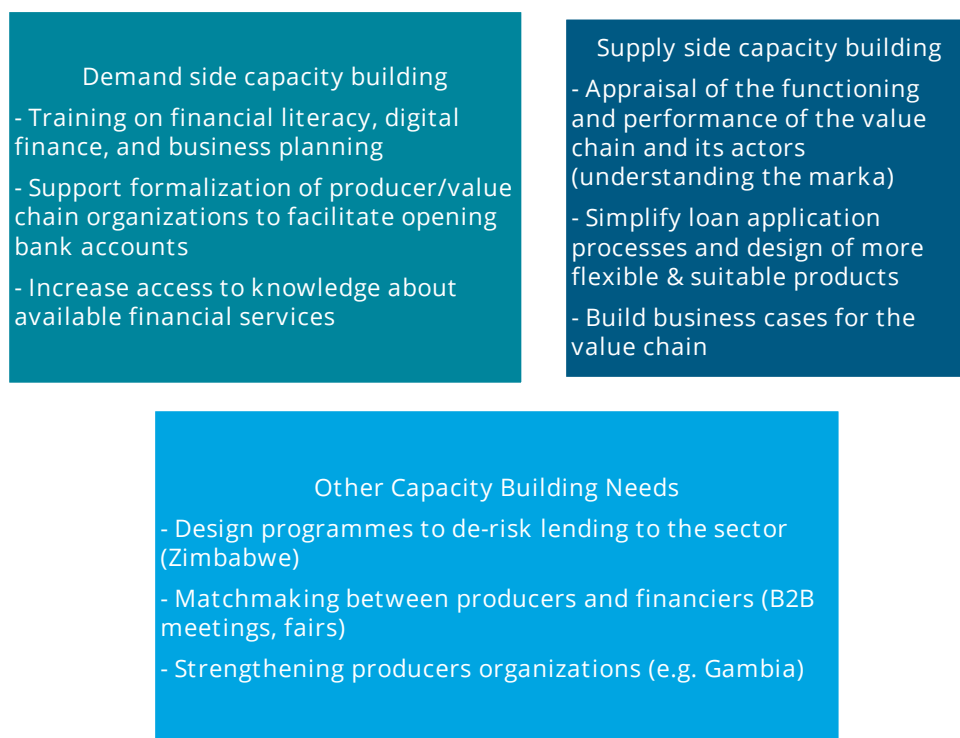 Demand side capacity building
- Training on financial literacy, digital
finance, and business planning
- Support formalization of producer/value
chain organizations to facilitate opening
bank accounts
- Increase access to knowledge about
available financial services
Supply side capacity building
- Appraisal of the functioning
and performance of the value
chain and its actors
(understanding the marka)
- Simplify loan application
processes and design of more
flexible & suitable products
- Build business cases for the
value chain
Other Capacity Building Needs
- Design programmes to de-risk lending to the sector
(Zimbabwe)
- Matchmaking between producers and financiers (B2B
meetings, fairs)
- Strengthening producers organizations (e.g. Gambia)